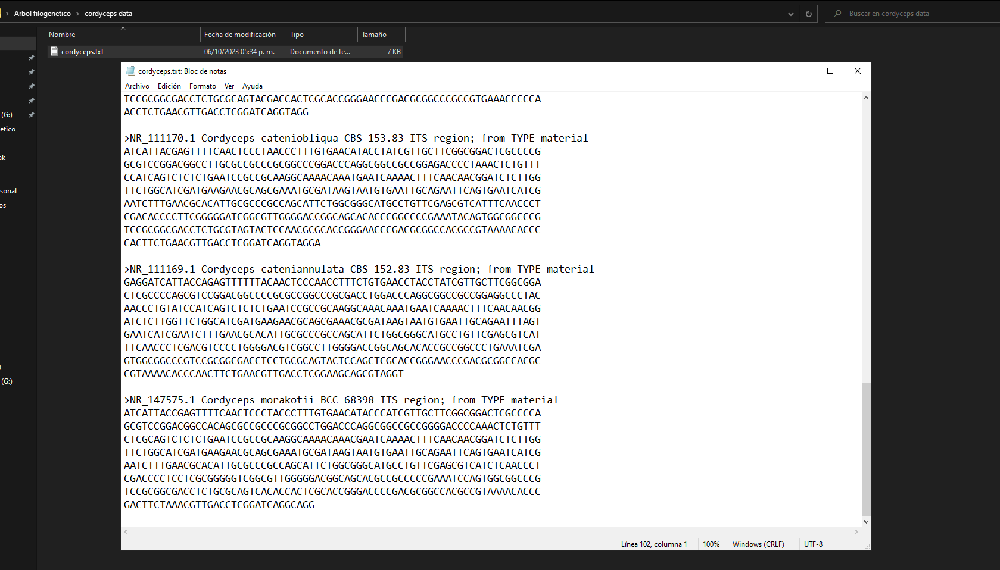 Arbol filogenetico > cordyceps data
Buscar en cordyceps data
Nombre Fecha de modificación Tipo Tamaño
cordyceps.txt 06/10/2023 05:34 p. m. Documento de te... 7 KB
cordyceps.txt: Bloc de notas
Archivo Edición Formato Ver Ayuda
TCCGCGGCGACCTCTGCGCAGTACGACCACTCGCACCGGGAACCCGACGCGGCCCGCCGTGAAACCCCCA
ACCTCTGAACGTTGACCTCGGATCAGGTAGG
>NR_111170.1 Cordyceps cateniobliqua CBS 153.83 ITS region; from TYPE material
ATCATTACGAGTTTTCAACTCCCTAACCCTTTGTGAACATACCTATCGTTGCTTCGGCGGACTCGCCCCG
GCGTCCGGACGGCCTTGCGCCGCCCGCGGCCCGGACCCAGGCGGCCGCCGGAGACCCCTAAACTCTGTTT
CCATCAGTCTCTCTGAATCCGCCGCAAGGCAAAACAAATGAATCAAAACTTTCAACAACGGATCTCTTGG
TTCTGGCATCGATGAAGAACGCAGCGAAATGCGATAAGTAATGTGAATTGCAGAATTCAGTGAATCATCG
AATCTTTGAACGCACATTGCGCCCGCCAGCATTCTGGCGGGCATGCCTGTTCGAGCGTCATTTCAACCCT
CGACACCCCTTCGGGGGATCGGCGTTGGGGACCGGCAGCACACCCGGCCCCGAAATACAGTGGCGGCCCG
TCCGCGGCGACCTCTGCGTAGTACTCCAACGCGCACCGGGAACCCGACGCGGCCACGCCGTAAAACACCC
CACTTCTGAACGTTGACCTCGGATCAGGTAGGA
>NR_111169.1 Cordyceps cateniannulata CBS 152.83 ITS region; from TYPE material
GAGGATCATTACCAGAGTTTTTTACAACTCCCAACCTTTCTGTGAACCTACCTATCGTTGCTTCGGCGGA
CTCGCCCCAGCGTCCGGACGGCCCCGCGCCGGCCCGCGACCTGGACCCAGGCGGCCGCCGGAGGCCCTAC
AACCCTGTATCCATCAGTCTCTCTGAATCCGCCGCAAGGCAAACAAATGAATCAAAACTTTCAACAACGG
ATCTCTTGGTTCTGGCATCGATGAAGAACGCAGCGAAACGCGATAAGTAATGTGAATTGCAGAATTTAGT
GAATCATCGAATCTTTGAACGCACATTGCGCCCGCCAGCATTCTGGCGGGCATGCCTGTTCGAGCGTCAT
TTCAACCCTCGACGTCCCCTGGGGACGTCGGCCTTGGGGACCGGCAGCACACCGCCGGCCCTGAAATCGA
GTGGCGGCCCGTCCGCGGCGACCTCCTGCGCAGTACTCCAGCTCGCACCGGGAACCCGACGCGGCCACGC
CGTAAAACACCCAACTTCTGAACGTTGACCTCGGAAGCAGCGTAGGT
>NR_147575.1 Cordyceps morakotii BCC 68398 ITS region; from TYPE material
ATCATTACCGAGTTTTCAACTCCCTACCCTTTGTGAACATACCCATCGTTGCTTCGGCGGACTCGCCCCA
GCGTCCGGACGGCCACAGCGCCGCCCGCGGCCTGGACCCAGGCGGCCGCCGGGGACCCCAAACTCTGTTT
CTCGCAGTCTCTCTGAATCCGCCGCAAGGCAAAACAAACGAATCAAAACTTTCAACAACGGATCTCTTGG
TTCTGGCATCGATGAAGAACGCAGCGAAATGCGATAAGTAATGTGAATTGCAGAATTCAGTGAATCATCG
AATCTTTGAACGCACATTGCGCCCGCCAGCATTCTGGCGGGCATGCCTGTTCGAGCGTCATCTCAACCCT
CGACCCCTCCTCGCGGGGGTCGGCGTTGGGGGACGGCAGCACGCCGCCCCCGAAATCCAGTGGCGGCCCG
TCCGCGGCGACCTCTGCGCAGTCACACCACTCGCACCGGGACCCCGACGCGGCCACGCCGTAAAACACCC
GACTTCTAAACGTTGACCTCGGATCAGGCAGG
Línea 102, columna 1 100% Windows (CRLF) UTF-8
(G:)
etico
ak
sonal
os
)
(G:)